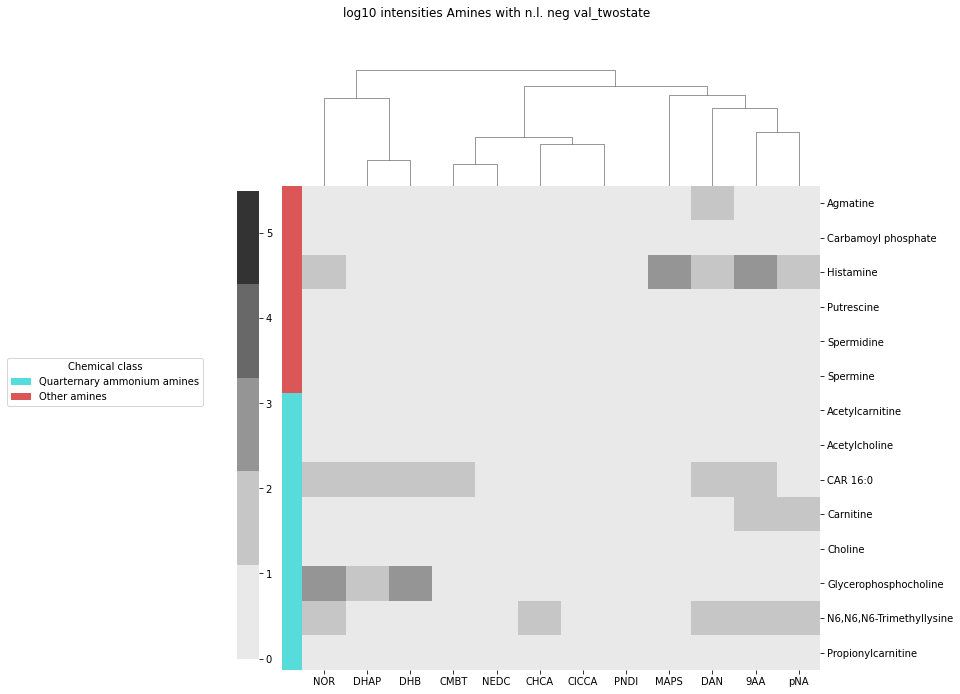 log10 intensities Amines with n.l. neg val_twostate
5
4
3
2
1
0
Chemical class
Quarternary ammonium amines
Other amines
Agmatine
Carbamoyl phosphate
Histamine
Putrescine
Spermidine
Spermine
Acetylcarnitine
Acetylcholine
CAR 16:0
Carnitine
Choline
Glycerophosphocholine
N6,N6,N6-Trimethyllysine
Propionylcarnitine
NOR DHAP DHB CMBT NEDC CHCA ClCCA PNDI MAPS DAN 9AA pNA